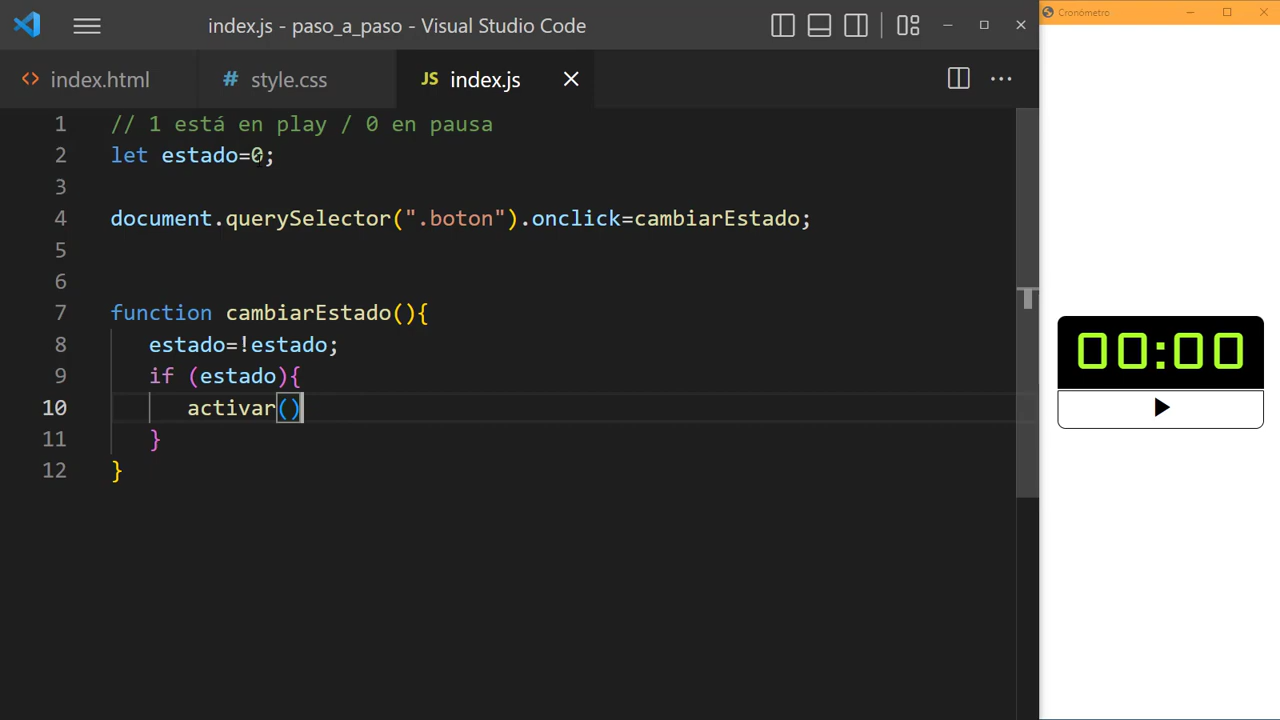 index.js - paso_a_paso - Visual Studio Code
Cronómetro
<> index.html
# style.css
JS index.js
1 // 1 está en play / 0 en pausa
2 let estado=0;
3
4 document.querySelector(".boton").onclick=cambiarEstado;
5
6
7 function cambiarEstado(){
8 estado=!estado;
9 if (estado){
10 activar()
11 }
12 }
00:00